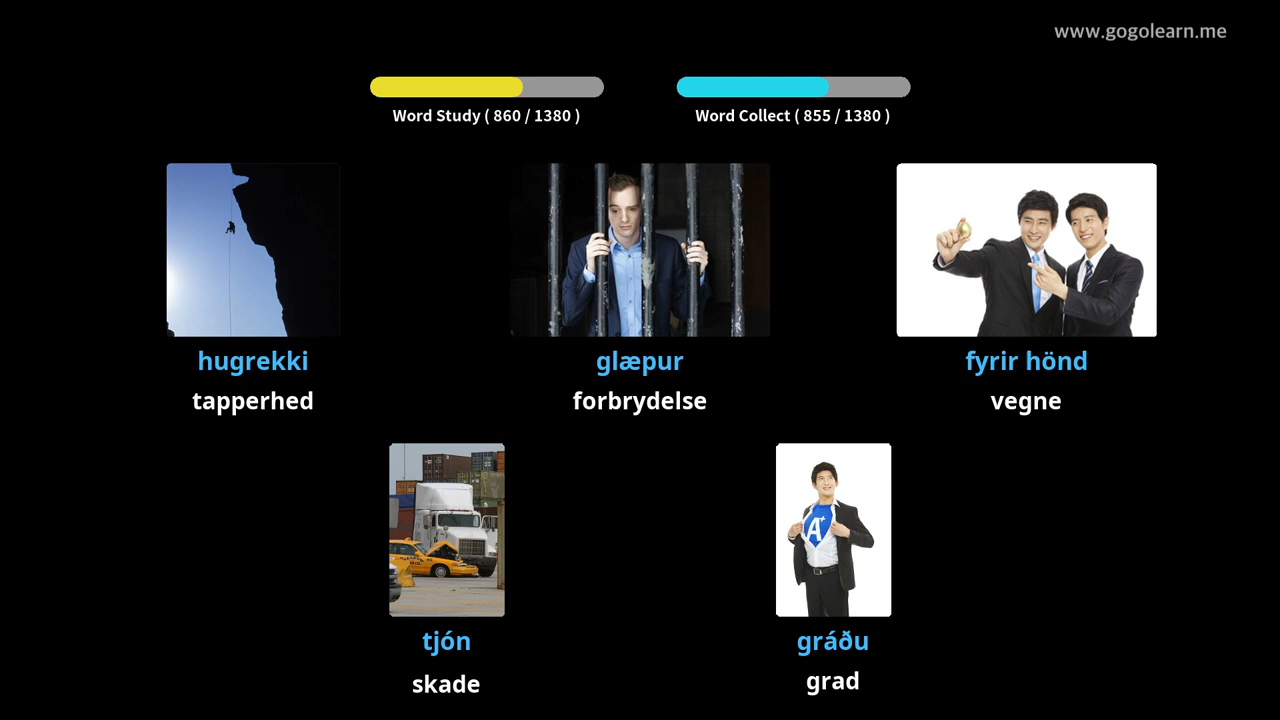 www.gogolearn.me
Word Study ( 860 / 1380 )
Word Collect ( 855 / 1380 )
hugrekki
tapperhed
glæpur
forbrydelse
fyrir hönd
vegne
A+
tjón
skade
gráðu
grad